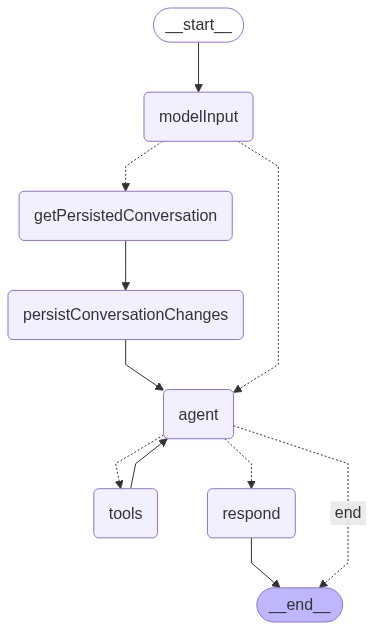 __start__
modelInput
getPersistedConversation
persistConversationChanges
agent
tools
respond
end
__end__